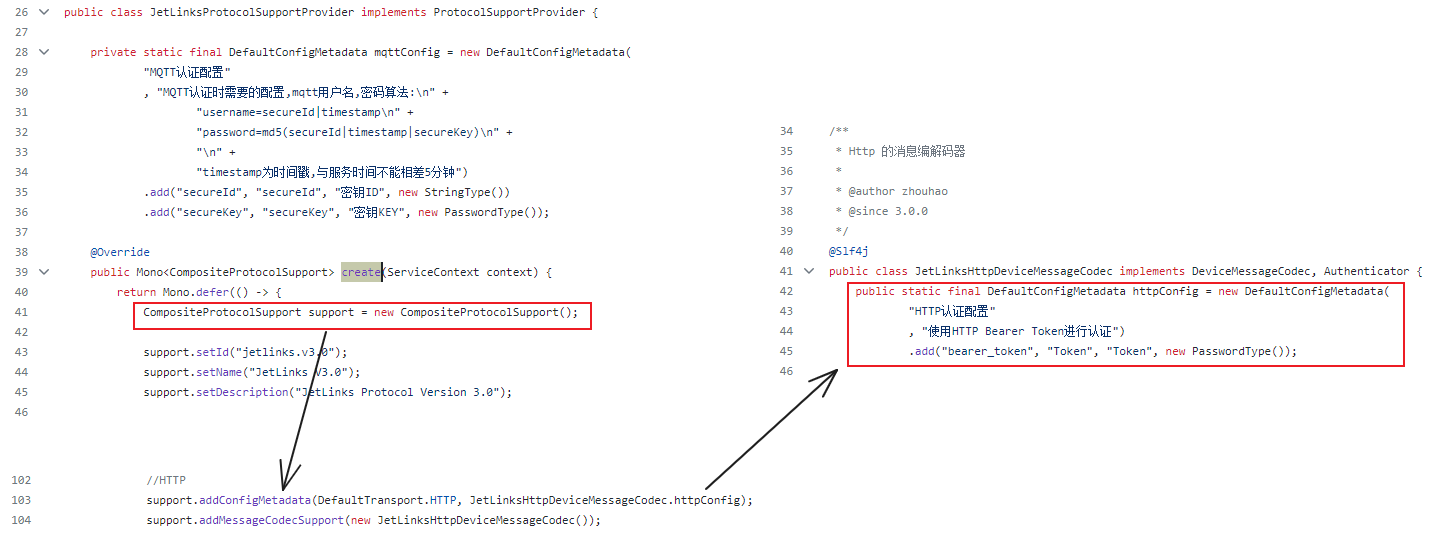 26 public class JetLinksProtocolSupportProvider implements ProtocolSupportProvider {
27
28 private static final DefaultConfigMetadata mqttConfig = new DefaultConfigMetadata(
29 "MQTT认证配置"
30 , "MQTT认证时需要的配置,mqtt用户名,密码算法:\n" +
31 "username=secureId|timestamp\n" +
32 "password=md5(secureId|timestamp|secureKey)\n" +
33 "\n" +
34 "timestamp为时间戳,与服务时间不能相差5分钟")
35 .add("secureId", "secureId", "密钥ID", new StringType())
36 .add("secureKey", "secureKey", "密钥KEY", new PasswordType());
37
38 @Override
39 public Mono<CompositeProtocolSupport> create(ServiceContext context) {
40 return Mono.defer(() -> {
41 CompositeProtocolSupport support = new CompositeProtocolSupport();
42
43 support.setId("jetlinks.v3.0");
44 support.setName("JetLinks V3.0");
45 support.setDescription("JetLinks Protocol Version 3.0");
46
102 //HTTP
103 support.addConfigMetadata(DefaultTransport.HTTP, JetLinksHttpDeviceMessageCodec.httpConfig);
104 support.addMessageCodecSupport(new JetLinksHttpDeviceMessageCodec());
34 /**
35 * Http 的消息编解码器
36 *
37 * @author zhouhao
38 * @since 3.0.0
39 */
40 @Slf4j
41 public class JetLinksHttpDeviceMessageCodec implements DeviceMessageCodec, Authenticator {
42 public static final DefaultConfigMetadata httpConfig = new DefaultConfigMetadata(
43 "HTTP认证配置"
44 , "使用HTTP Bearer Token进行认证")
45 .add("bearer_token", "Token", "Token", new PasswordType());
46